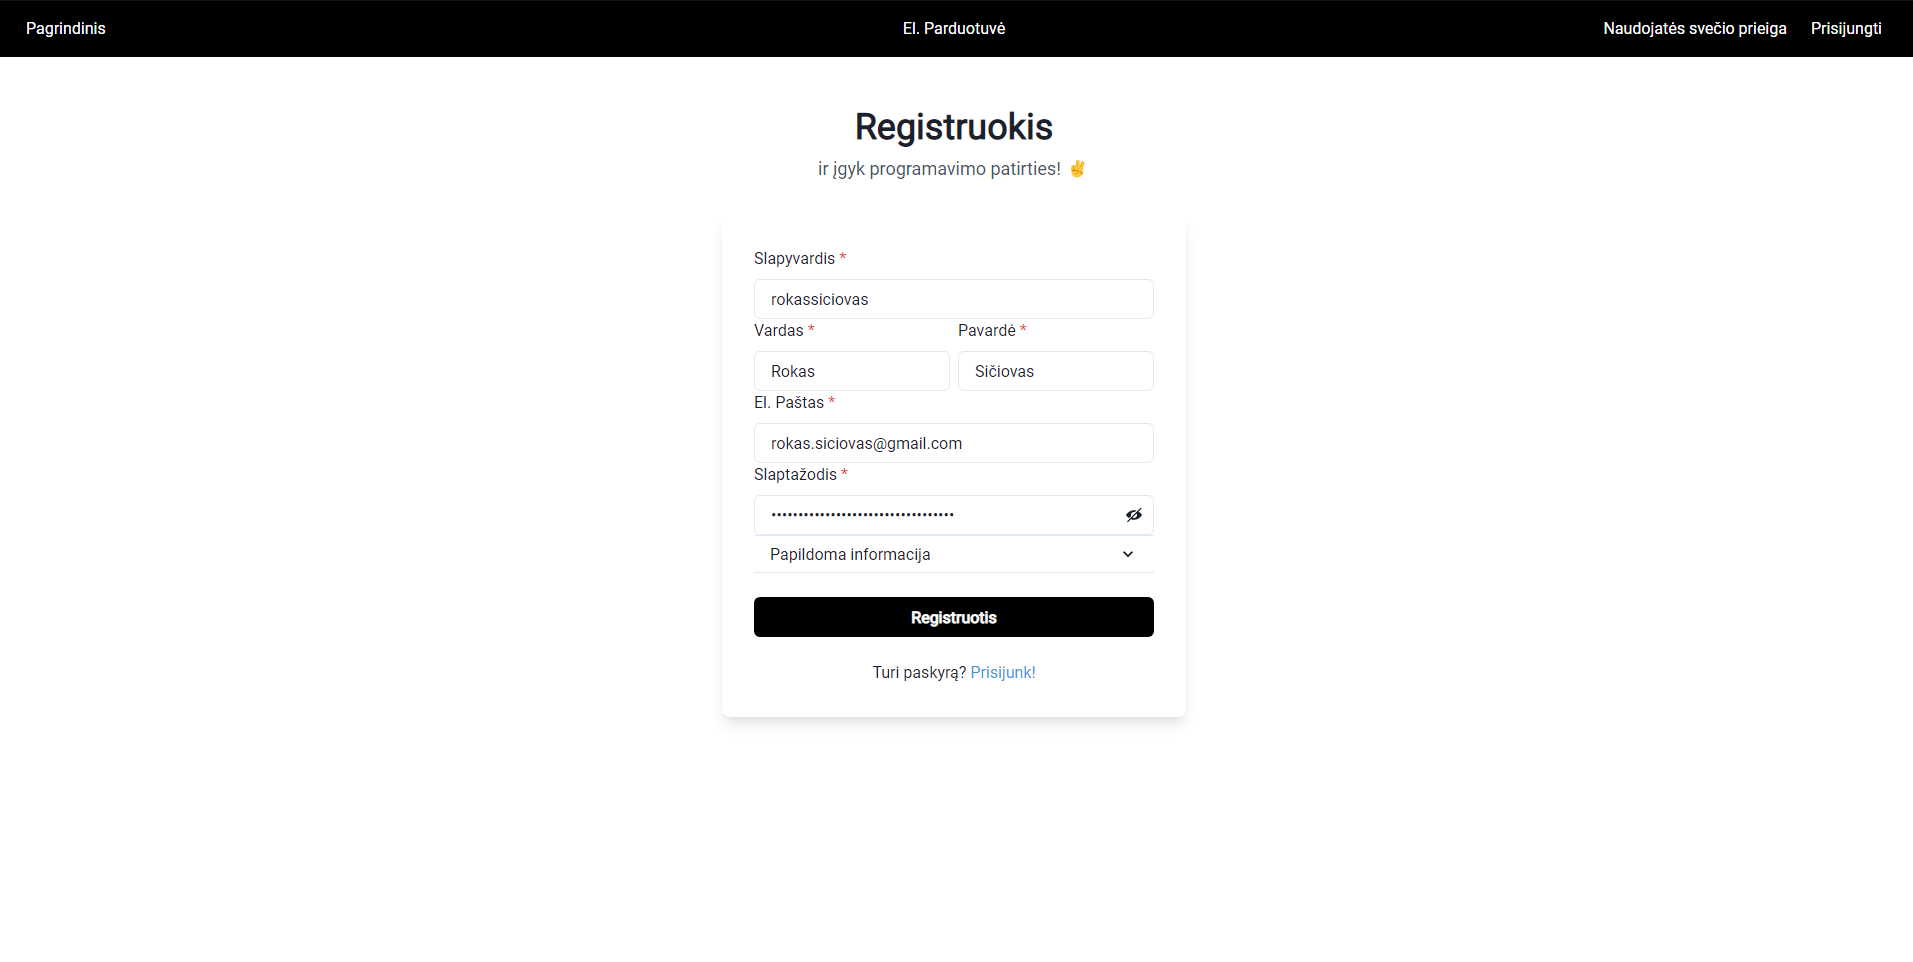 Pagrindinis El. Parduotuvė Naudojatės svečio prieiga Prisijungti
Registruokis
ir įgyk programavimo patirties! ✌
Slapyvardis *
rokassiciovas
Vardas * Pavardė *
Rokas Sičiovas
El. Paštas *
rokas.siciovas@gmail.com
Slaptažodis *
••••••••••••••••••••••••••••••••••
Papildoma informacija
Registruotis
Turi paskyrą? Prisijunk!